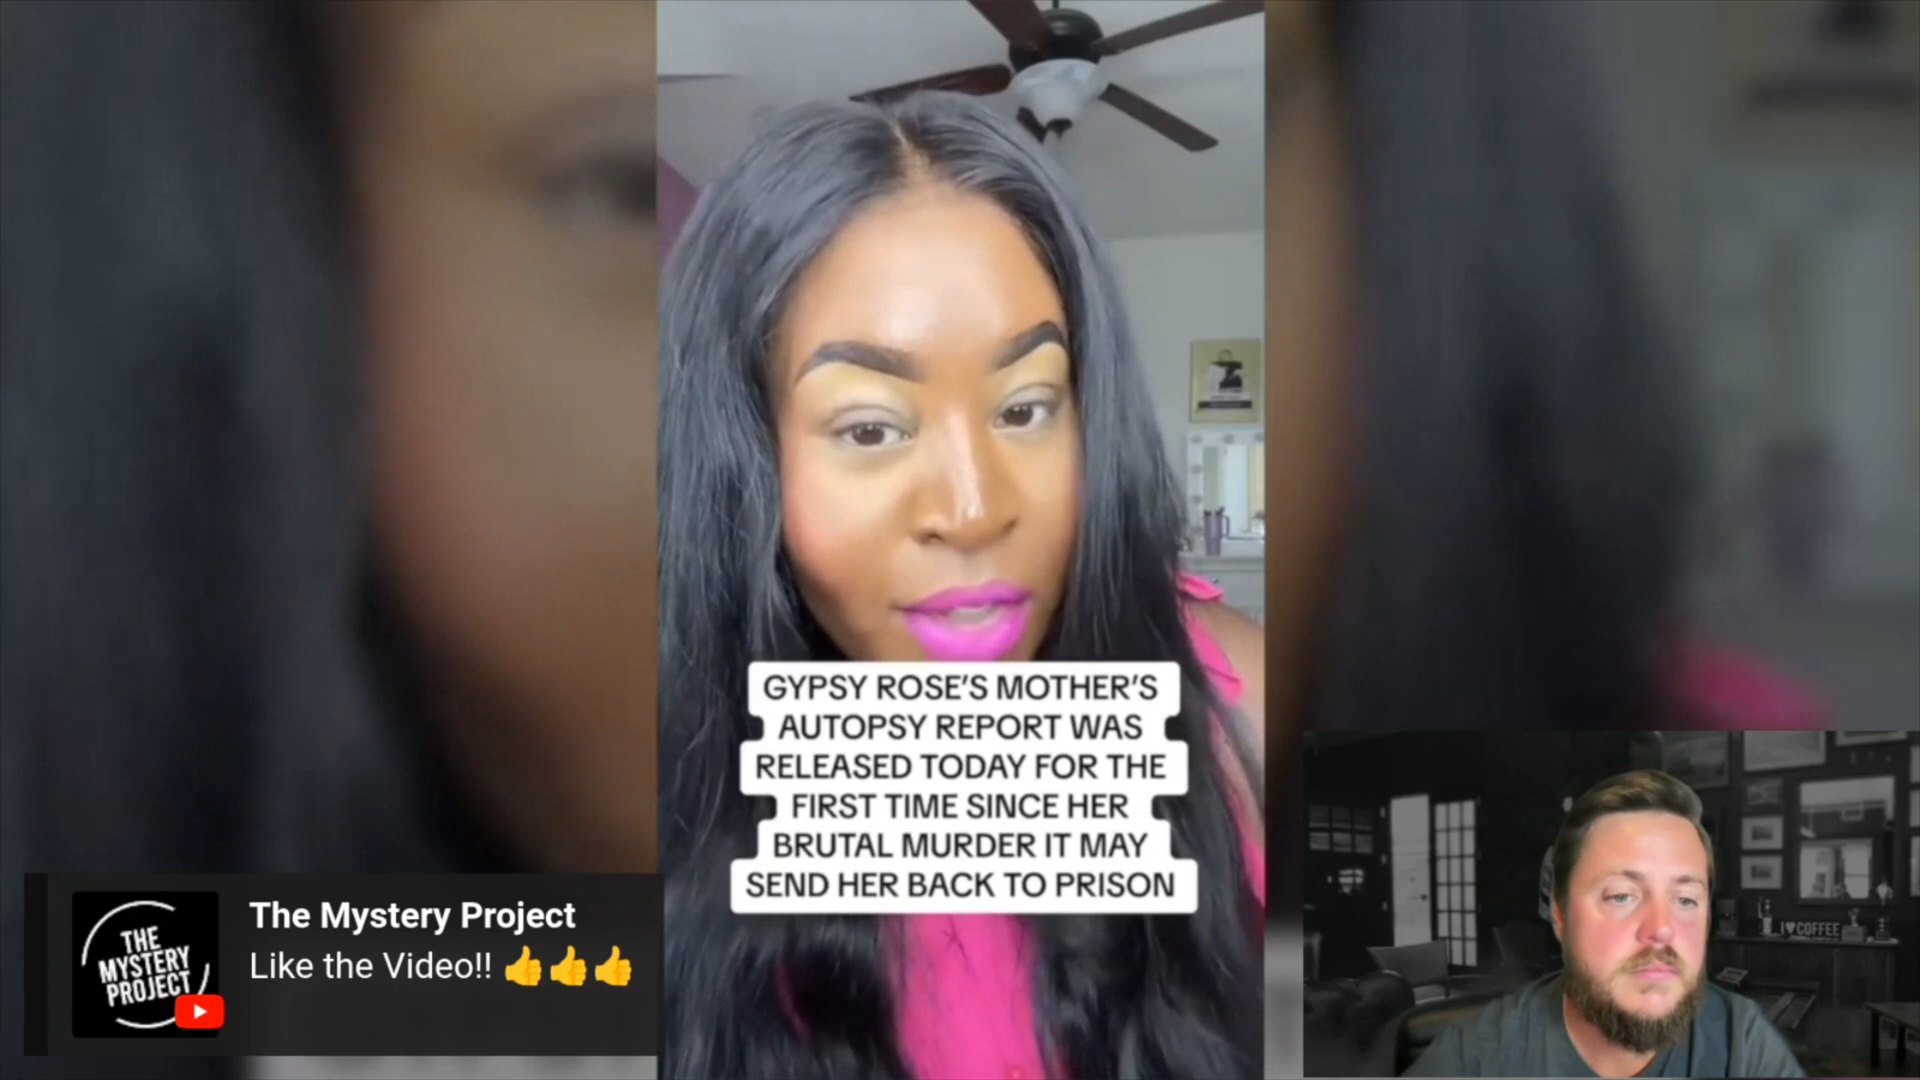 GYPSY ROSE'S MOTHER'S
AUTOPSY REPORT WAS
RELEASED TODAY FOR THE
FIRST TIME SINCE HER
BRUTAL MURDER IT MAY
SEND HER BACK TO PRISON
THE
MYSTERY
PROJECT
The Mystery Project
Like the Video!! 👍👍👍
I♥COFFEE